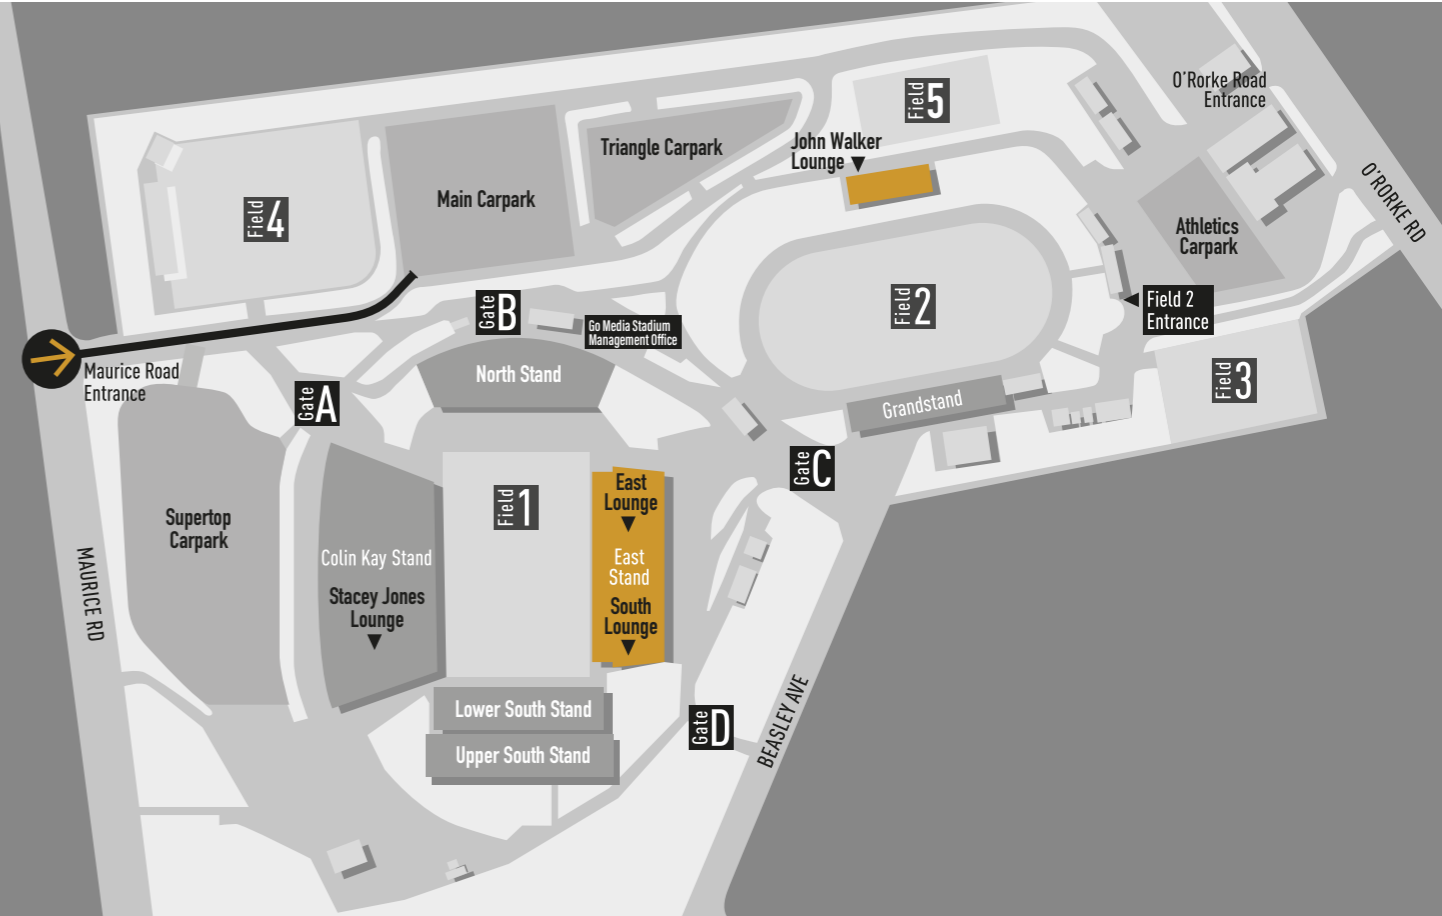 O'Rorke Road
Entrance
Field 5
John Walker
Lounge
Triangle Carpark
Main Carpark
Field 4
O'RORKE RD
Athletics
Carpark
Field 2
Field 2
Entrance
Gate B
Go Media Stadium
Management Office
Maurice Road
Entrance
North Stand
Gate A
Grandstand
Field 3
Gate C
East
Lounge
Field 1
Supertop
Carpark
Colin Kay Stand
East
Stand
Stacey Jones
Lounge
South
Lounge
MAURICE RD
Lower South Stand
Gate D
BEASLEY AVE
Upper South Stand